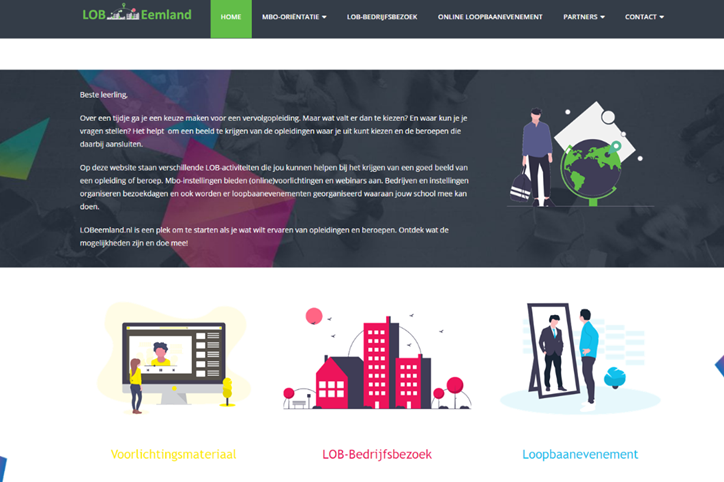 LOB Eemland
HOME
MBO-ORIËNTATIE
LOB-BEDRIJFSBEZOEK
ONLINE LOOPBAANEVENEMENT
PARTNERS
CONTACT
Beste leerling,
Over een tijdje ga je een keuze maken voor een vervolgopleiding. Maar wat valt er dan te kiezen? En waar kun je je
vragen stellen? Het helpt om een beeld te krijgen van de opleidingen waar je uit kunt kiezen en de beroepen die
daarbij aansluiten.
Op deze website staan verschillende LOB-activiteiten die jou kunnen helpen bij het krijgen van een goed beeld van
een opleiding of beroep. Mbo-instellingen bieden (online)voorlichtingen en webinars aan. Bedrijven en instellingen
organiseren bezoekdagen en ook worden er loopbaanevenementen georganiseerd waaraan jouw school mee kan
doen.
LOBeemland.nl is een plek om te starten als je wat wilt ervaren van opleidingen en beroepen. Ontdek wat de
mogelijkheden zijn en doe mee!
Voorlichtingsmateriaal
LOB-Bedrijfsbezoek
Loopbaanevenement